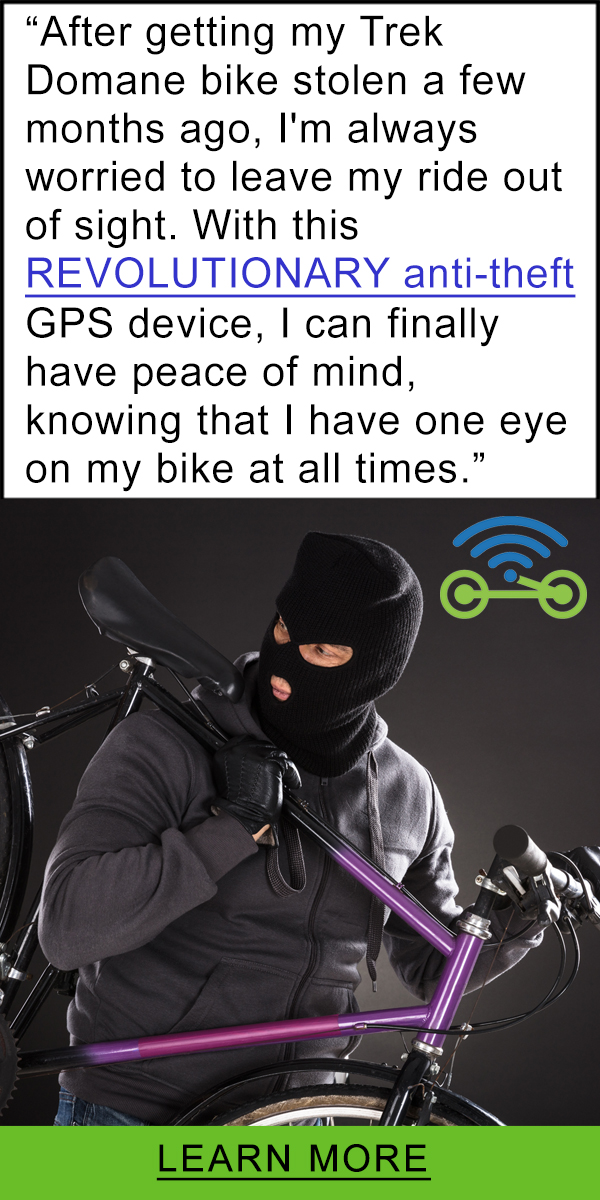 “After getting my Trek
Domane bike stolen a few
months ago, I'm always
worried to leave my ride out
of sight. With this
REVOLUTIONARY anti-theft
GPS device, I can finally
have peace of mind,
knowing that I have one eye
on my bike at all times.”
LEARN MORE